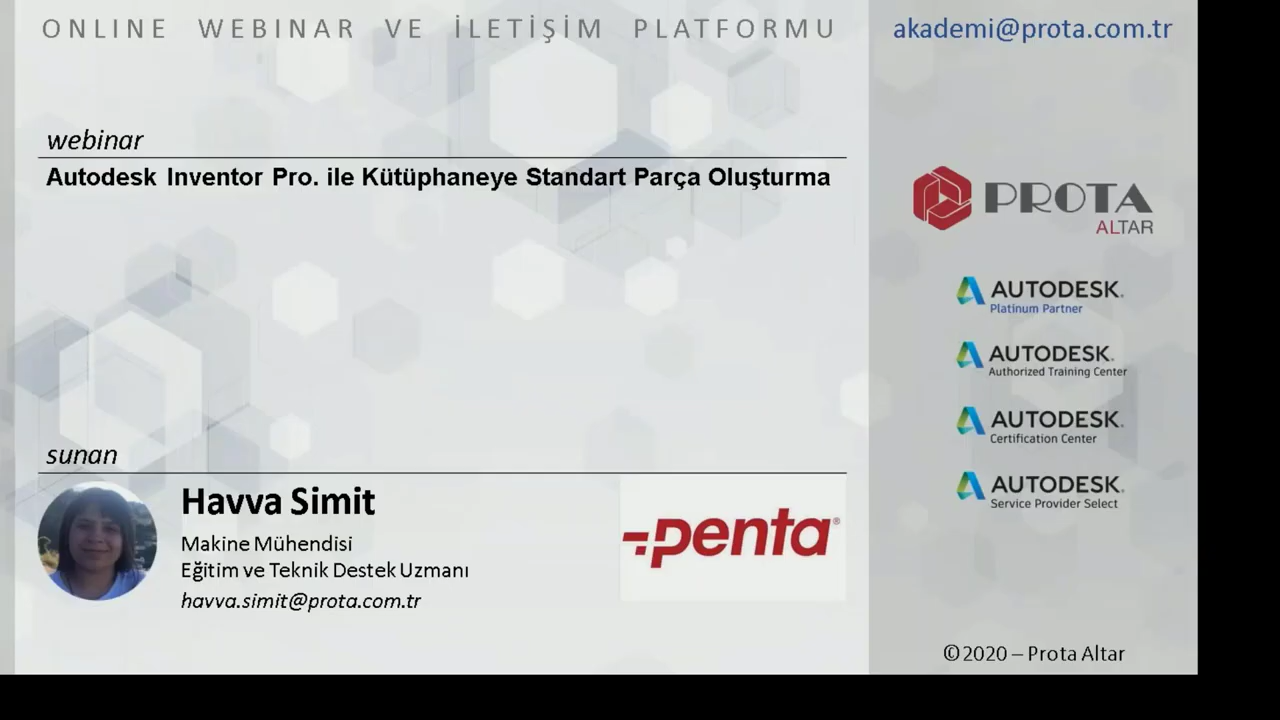 ONLINE WEBINAR VE İLETİŞİM PLATFORMU
akademi@prota.com.tr
webinar
Autodesk Inventor Pro. ile Kütüphaneye Standart Parça Oluşturma
PROTA
ALTAR
AUTODESK.
Platinum Partner
AUTODESK.
Authorized Training Center
AUTODESK.
Certification Center
AUTODESK.
Service Provider Select
sunan
Havva Simit
Makine Mühendisi
Eğitim ve Teknik Destek Uzmanı
havva.simit@prota.com.tr
penta®
©2020 – Prota Altar